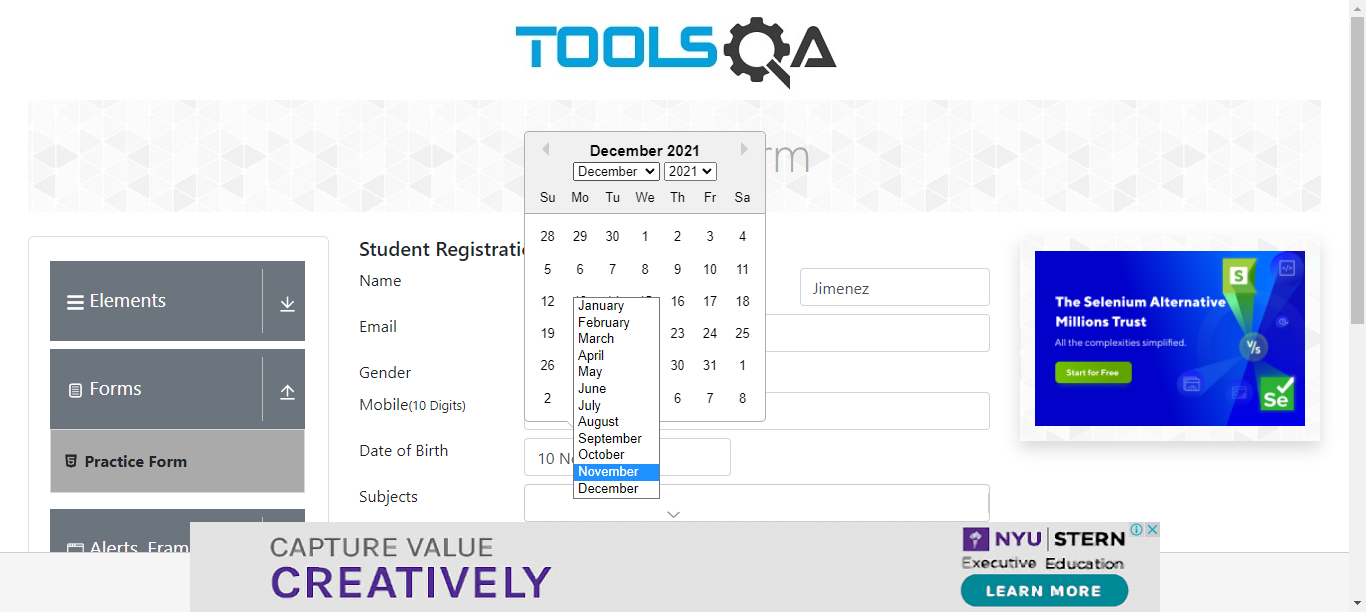 TOOLSQA
December 2021
December 2021
Su Mo Tu We Th Fr Sa
28 29 30 1 2 3 4
5 6 7 8 9 10 11
12 16 17 18
19 23 24 25
26 30 31 1
2 6 7 8
January
February
March
April
May
June
July
August
September
October
November
December
Elements
Forms
Practice Form
Student Registrati
Name
Jimenez
Email
Gender
Mobile(10 Digits)
Date of Birth
10 No
Subjects
The Selenium Alternative
Millions Trust
All the complexities simplified.
Start for Free
S
V/s
Se
CAPTURE VALUE
CREATIVELY
NYU STERN
Executive Education
LEARN MORE